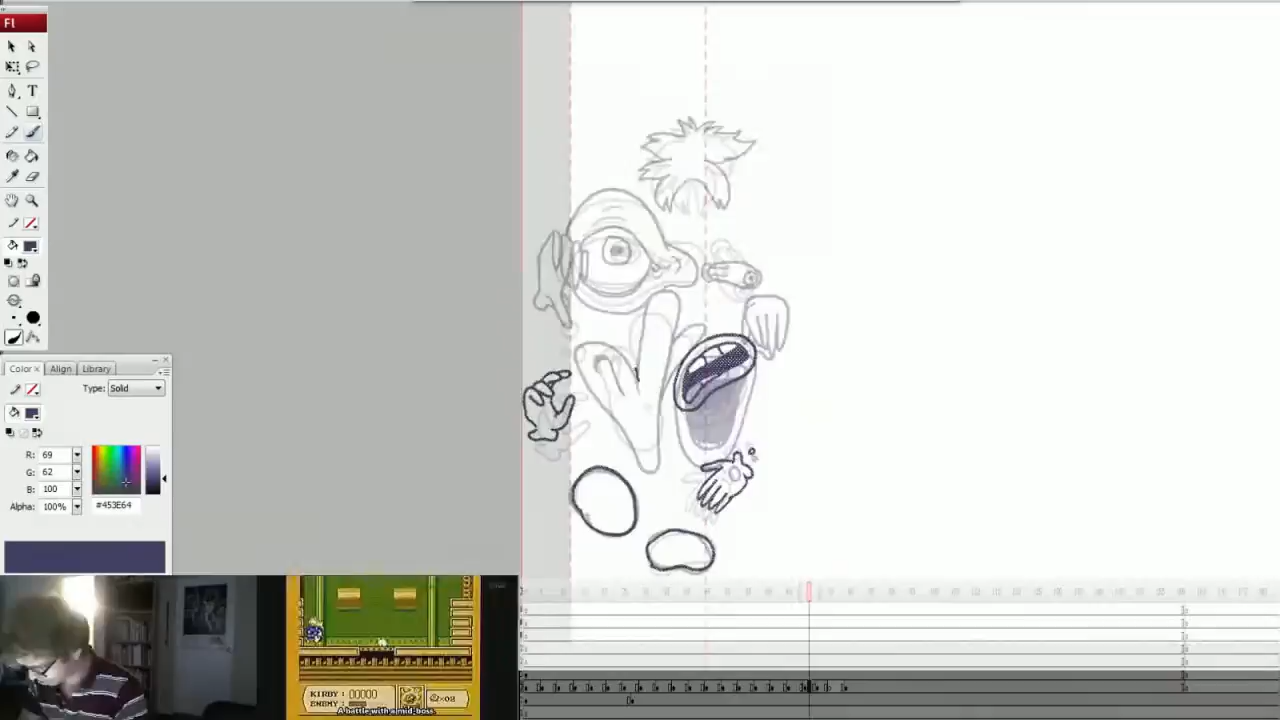 Fl
T
Color × Align Library
Type: Solid
R: 69
G: 62
B: 100
Alpha: 100% #453E64
KIRBY : 00000
ENEMY :
×02
A battle with a mid-boss.